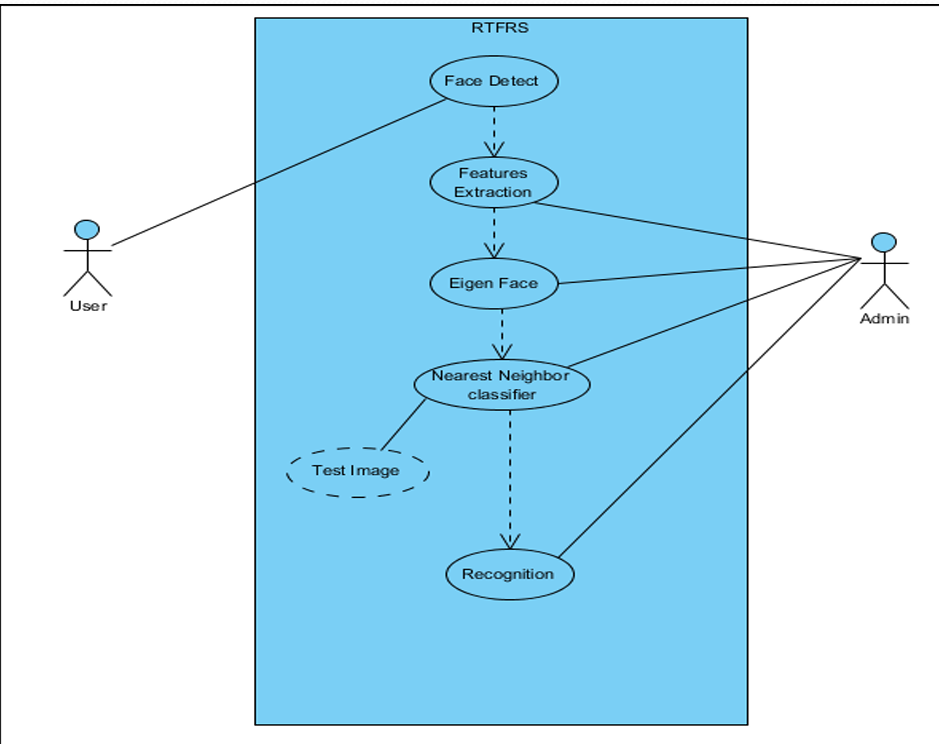 RTFRS
Face Detect
Features
Extraction
User
Eigen Face
Admin
Nearest Neighbor
classifier
Test Image
Recognition